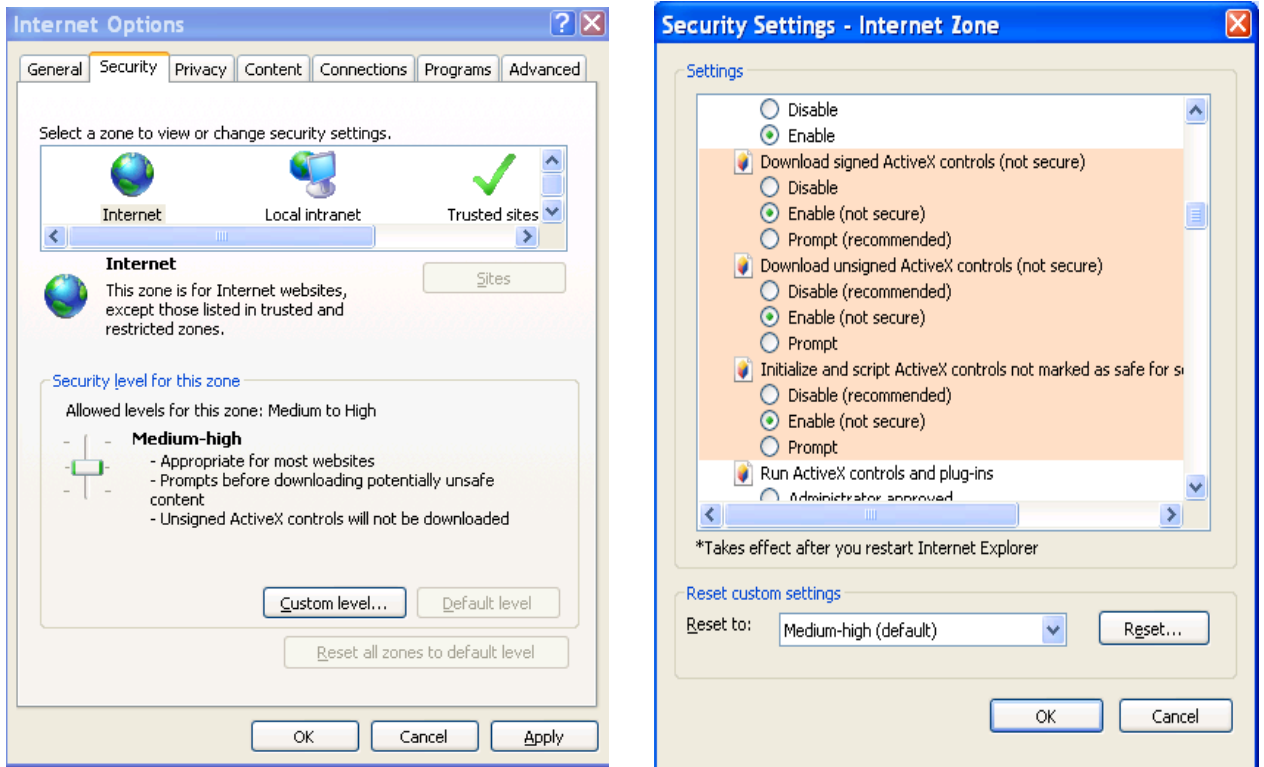 Internet Options
General Security Privacy Content Connections Programs Advanced
Select a zone to view or change security settings.
Internet Local intranet Trusted sites
Internet
Sites
This zone is for Internet websites,
except those listed in trusted and
restricted zones.
Security level for this zone
Allowed levels for this zone: Medium to High
Medium-high
- Appropriate for most websites
- Prompts before downloading potentially unsafe
content
- Unsigned ActiveX controls will not be downloaded
Custom level... Default level
Reset all zones to default level
OK Cancel Apply
Security Settings - Internet Zone
Settings
Disable
Enable
Download signed ActiveX controls (not secure)
Disable
Enable (not secure)
Prompt (recommended)
Download unsigned ActiveX controls (not secure)
Disable (recommended)
Enable (not secure)
Prompt
Initialize and script ActiveX controls not marked as safe for
Disable (recommended)
Enable (not secure)
Prompt
Run ActiveX controls and plug-ins
Administrator approved
*Takes effect after you restart Internet Explorer
Reset custom settings
Reset to: Medium-high (default) Reset...
OK Cancel